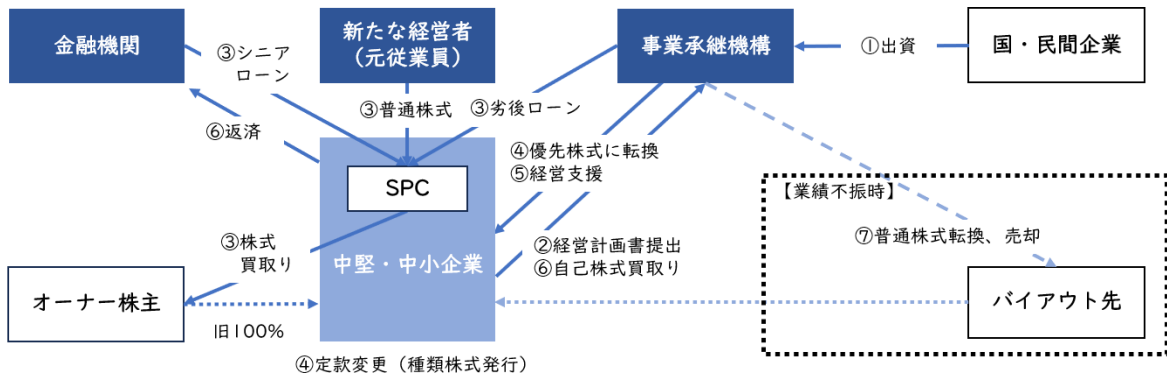 金融機関
③シニア
ローン
新たな経営者
（元従業員）
事業承継機構
①出資
国・民間企業
③普通株式
③劣後ローン
⑥返済
④優先株式に転換
⑤経営支援
SPC
【業績不振時】
③株式
買取り
中堅・中小企業
②経営計画書提出
⑥自己株式買取り
⑦普通株式転換、売却
オーナー株主
旧100%
バイアウト先
④定款変更（種類株式発行）